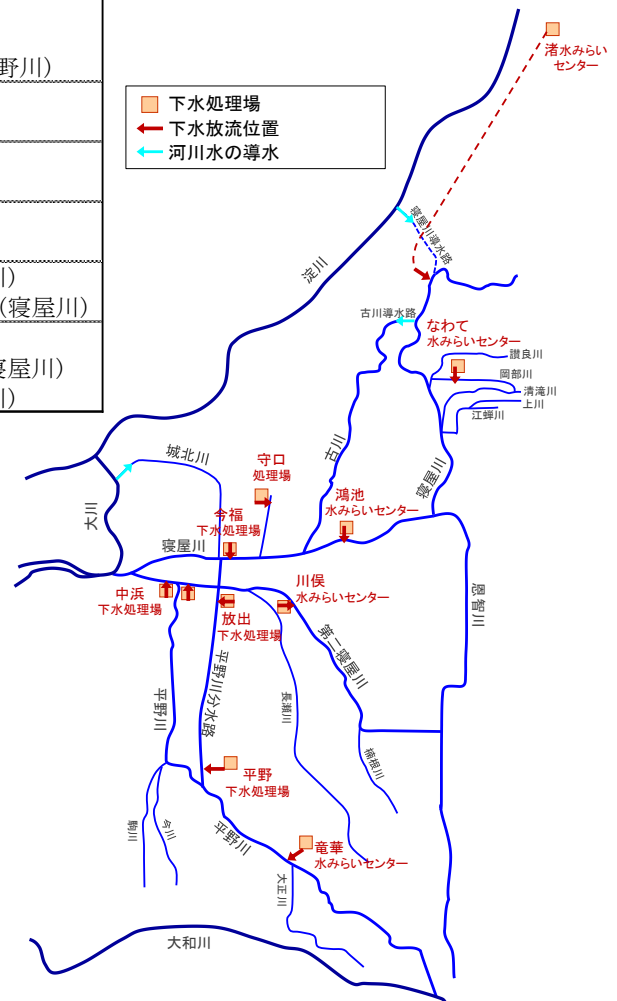 野川）
川）
（寝屋川）
寝屋川）
川）
下水処理場
下水放流位置
河川水の導水
渚水みらい
センター
寝屋川導水路
淀川
古川導水路
なわて
水みらいセンター
讃良川
岡部川
清滝川
上川
江蝉川
城北川
守口
処理場
古川
寝屋川
大川
今福
下水処理場
鴻池
水みらいセンター
寝屋川
恩智川
中浜
下水処理場
放出
下水処理場
川俣
水みらいセンター
第二寝屋川
平野川分水路
平野川
長瀬川
楠根川
平野
下水処理場
駒川
今川
平野川
竜華
水みらいセンター
大正川
大和川